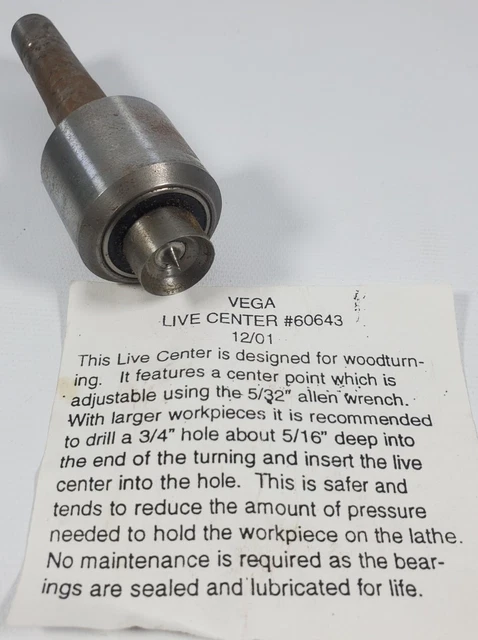 VEGA
LIVE CENTER #60643
12/01
This Live Center is designed for woodturn-
ing. It features a center point which is
adjustable using the 5/32" allen wrench.
With larger workpieces it is recommended
to drill a 3/4" hole about 5/16" deep into
the end of the turning and insert the live
center into the hole. This is safer and
tends to reduce the amount of pressure
needed to hold the workpiece on the lathe.
No maintenance is required as the bear-
ings are sealed and lubricated for life.